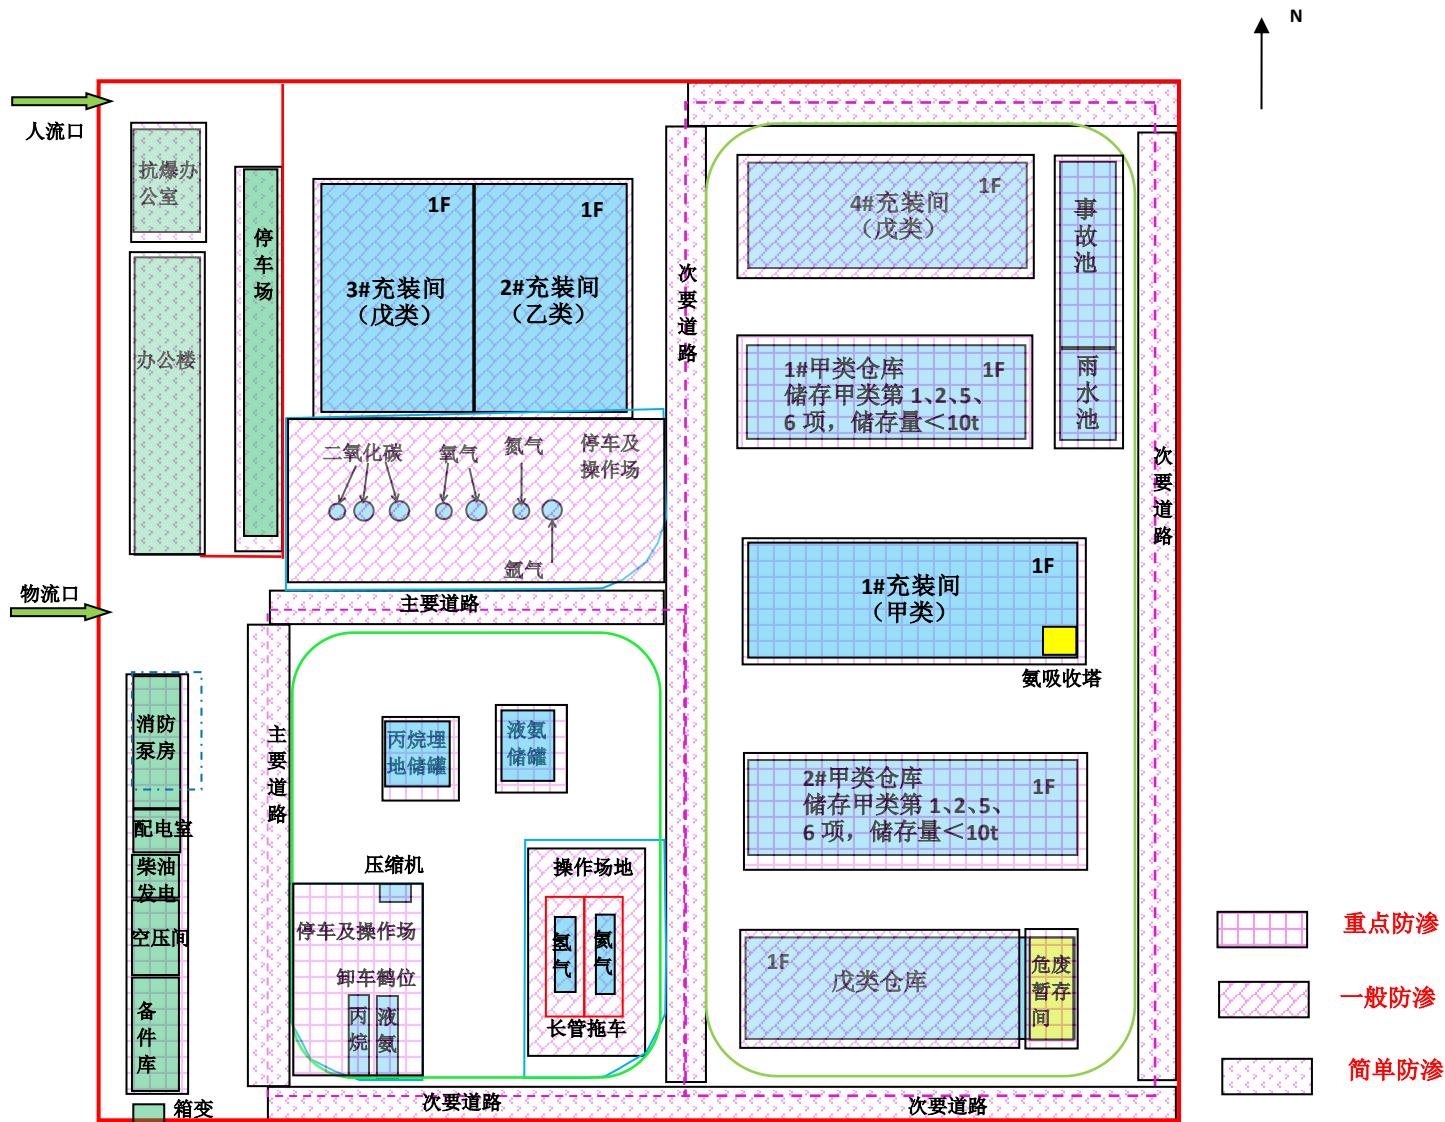 N
人流口
抗爆办
公室
停
车
场
办公楼
1F
3#充装间
（戊类）
1F
2#充装间
（乙类）
次
要
道
路
1F
4#充装间
（戊类）
事
故
池
雨
水
池
1#甲类仓库
1F
储存甲类第 1、2、5、
6 项，储存量＜10t
二氧化碳
氧气
氮气
停车及
操作场
氩气
次
要
道
路
物流口
主要道路
1F
1#充装间
（甲类）
氨吸收塔
消防
泵房
配电室
柴油
发电
空压间
备
件
库
箱变
主
要
道
路
丙烷埋
地储罐
液氨
储罐
2#甲类仓库
1F
储存甲类第 1、2、5、
6 项，储存量＜10t
压缩机
停车及操作场
卸车鹤位
丙
烷
液
氨
操作场地
氢
气
氦
气
长管拖车
1F
戊类仓库
危废
暂存
间
次要道路
次要道路
重点防渗
一般防渗
简单防渗